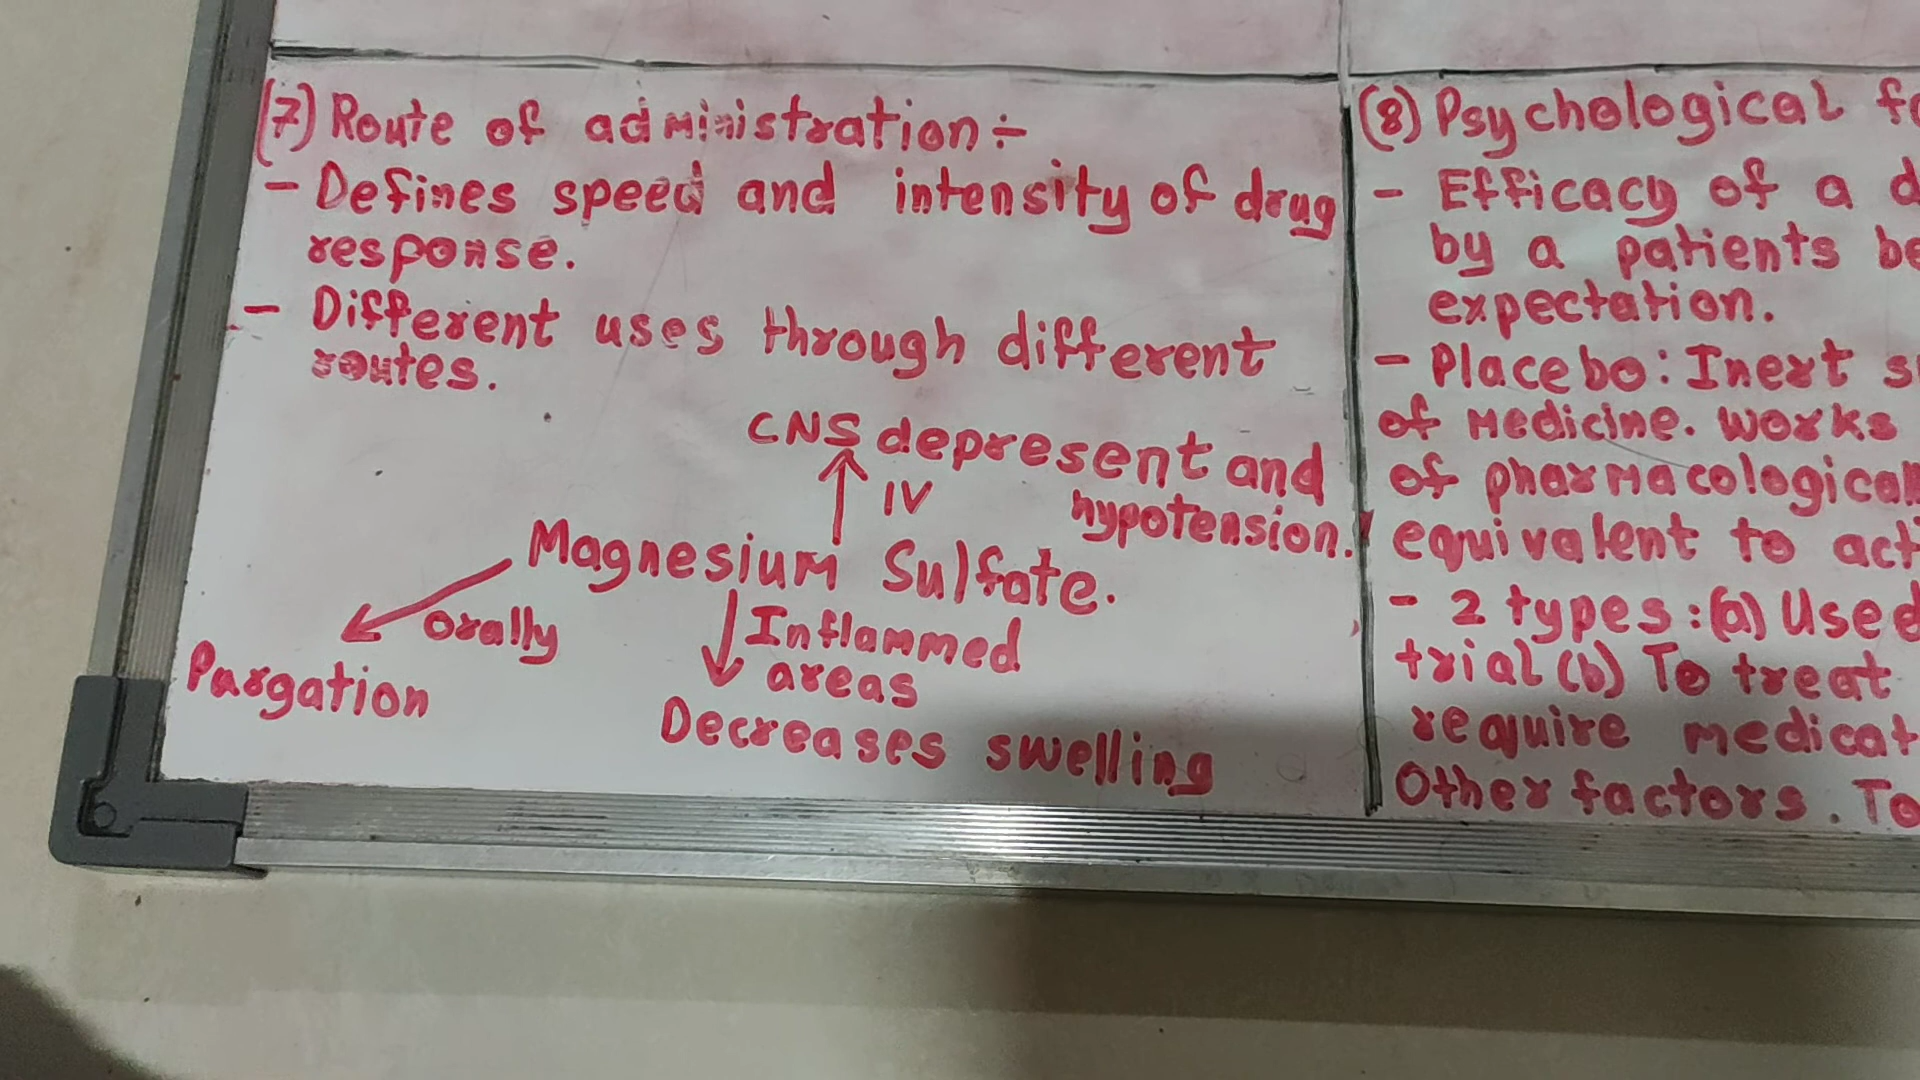 (7) Route of administration :-
- Defines speed and intensity of drug
response.
- Different uses through different
routes.
CNS depresent and
hypotension.
IV
Magnesium Sulfate.
Orally
Inflammed
areas
Purgation
Decreases swelling
(8) Psychological
- Efficacy of a
by a patients
expectation.
- Placebo: Inert
of medicine. Works
of pharmacological
equivalent to
- 2 types: (a) Used
trial (b) To treat
require
Other factors. To